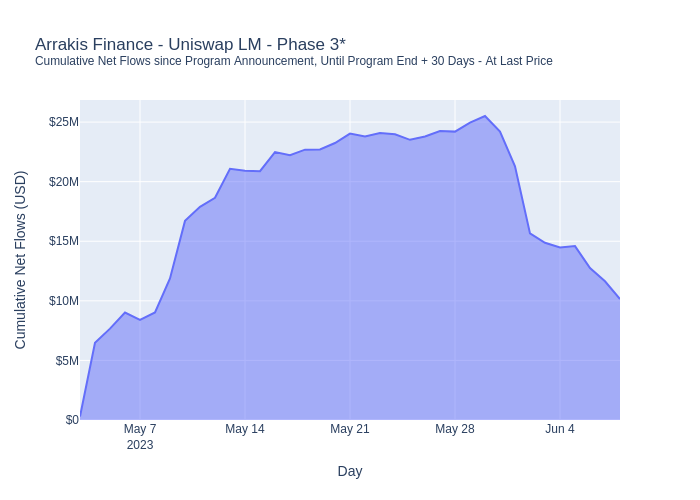 Arrakis Finance - Uniswap LM - Phase 3*
Cumulative Net Flows since Program Announcement, Until Program End + 30 Days - At Last Price
Cumulative Net Flows (USD)
$25M
$20M
$15M
$10M
$5M
$0
May 7
2023
May 14
May 21
May 28
Jun 4
Day